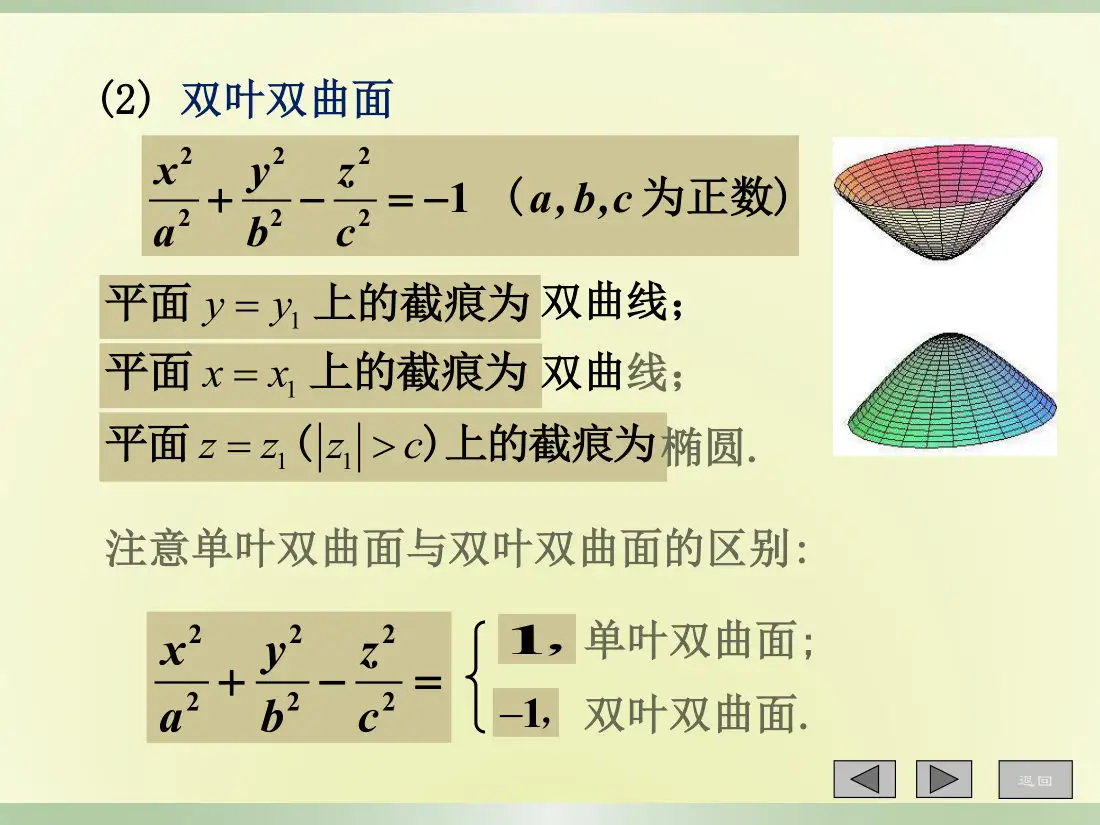 (2) 双叶双曲面
x²/a² + y²/b² − z²/c² = −1 (a,b,c 为正数)
平面 y = y₁ 上的截痕为 双曲线；
平面 x = x₁ 上的截痕为 双曲线；
平面 z = z₁ (|z₁| > c) 上的截痕为 椭圆.
注意单叶双曲面与双叶双曲面的区别:
x²/a² + y²/b² − z²/c² = { 1, 单叶双曲面;
−1, 双叶双曲面.
返回